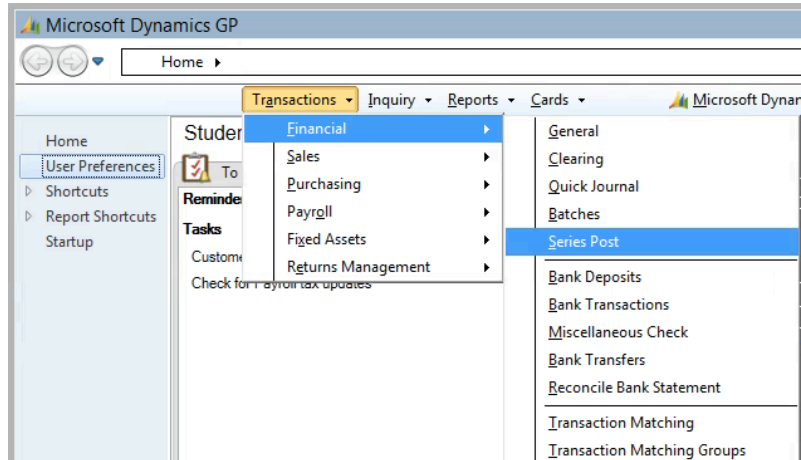 Microsoft Dynamics GP
Home
Transactions Inquiry Reports Cards Microsoft Dynar
Home
User Preferences
Shortcuts
Report Shortcuts
Startup
Studer
To
Reminde
Tasks
Custome
Check for Payroll tax updates
Financial
Sales
Purchasing
Payroll
Fixed Assets
Returns Management
General
Clearing
Quick Journal
Batches
Series Post
Bank Deposits
Bank Transactions
Miscellaneous Check
Bank Transfers
Reconcile Bank Statement
Transaction Matching
Transaction Matching Groups